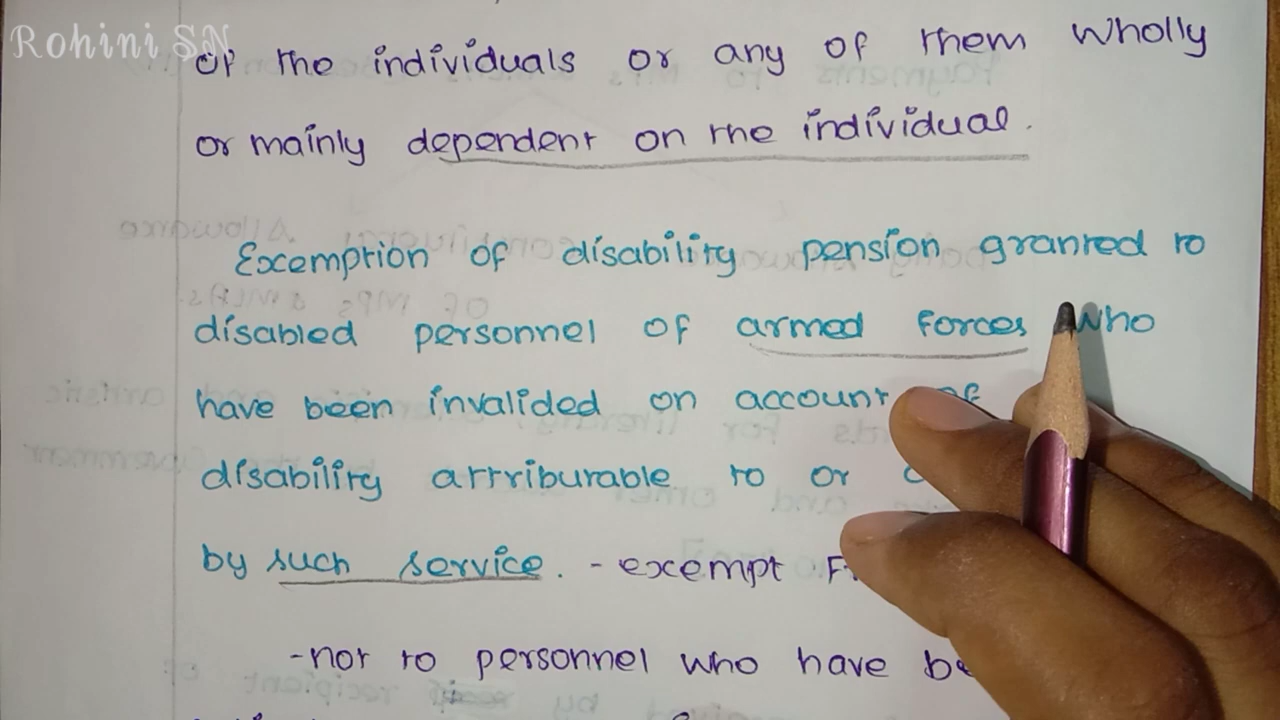 Rohini SN
of the individuals or any of them wholly
or mainly dependent on the individual.
Exemption of disability pension granted to
disabled personnel of armed forces who
have been invalided on account of
disability attributable to or
by such service. - exempt
-not to personnel who have